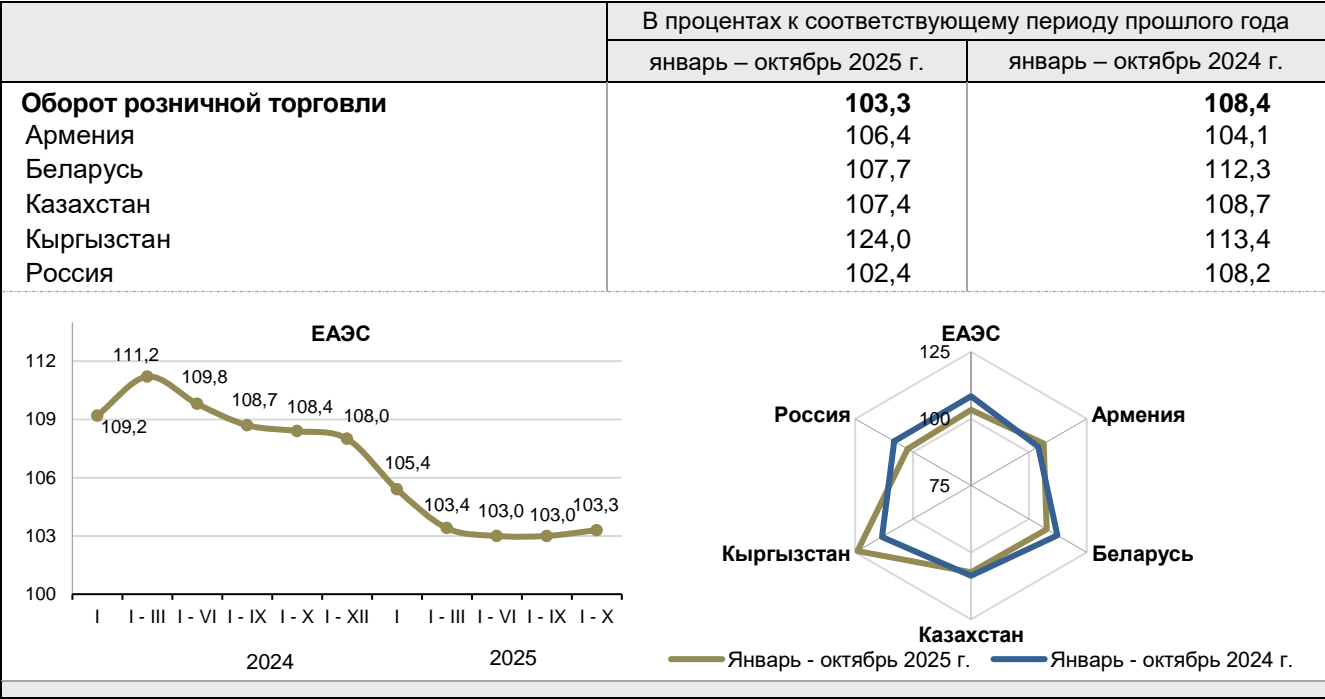 В процентах к соответствующему периоду прошлого года
январь – октябрь 2025 г. январь – октябрь 2024 г.
Оборот розничной торговли 103,3 108,4
Армения 106,4 104,1
Беларусь 107,7 112,3
Казахстан 107,4 108,7
Кыргызстан 124,0 113,4
Россия 102,4 108,2
ЕАЭС
112
109
106
103
100
109,2
111,2
109,8
108,7
108,4
108,0
105,4
103,4
103,0
103,0
103,3
I I - III I - VI I - IX I - X I - XII I I - III I - VI I - IX I - X
2024 2025
ЕАЭС
125
100
75
Армения
Беларусь
Казахстан
Кыргызстан
Россия
Январь - октябрь 2025 г. Январь - октябрь 2024 г.